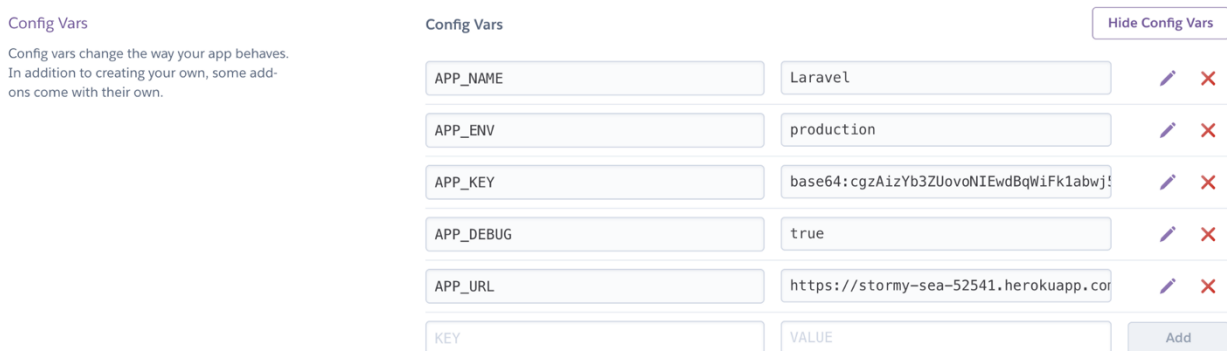 Config Vars
Config vars change the way your app behaves.
In addition to creating your own, some add-
ons come with their own.
Config Vars
Hide Config Vars
APP_NAME Laravel
APP_ENV production
APP_KEY base64:cgzAizYb3ZUovoNIEwdBqWiFk1abwj5
APP_DEBUG true
APP_URL https://stormy-sea-52541.herokuapp.com
KEY VALUE Add